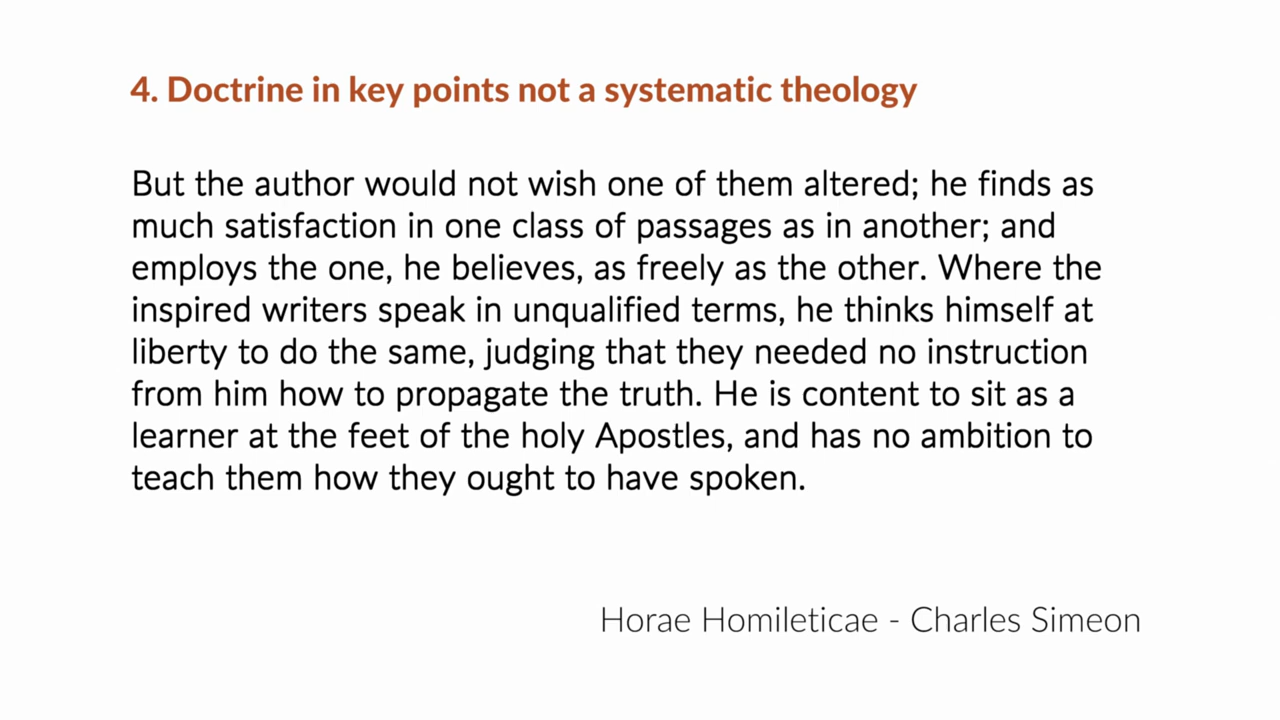 4. Doctrine in key points not a systematic theology
But the author would not wish one of them altered; he finds as
much satisfaction in one class of passages as in another; and
employs the one, he believes, as freely as the other. Where the
inspired writers speak in unqualified terms, he thinks himself at
liberty to do the same, judging that they needed no instruction
from him how to propagate the truth. He is content to sit as a
learner at the feet of the holy Apostles, and has no ambition to
teach them how they ought to have spoken.
Horae Homileticae - Charles Simeon